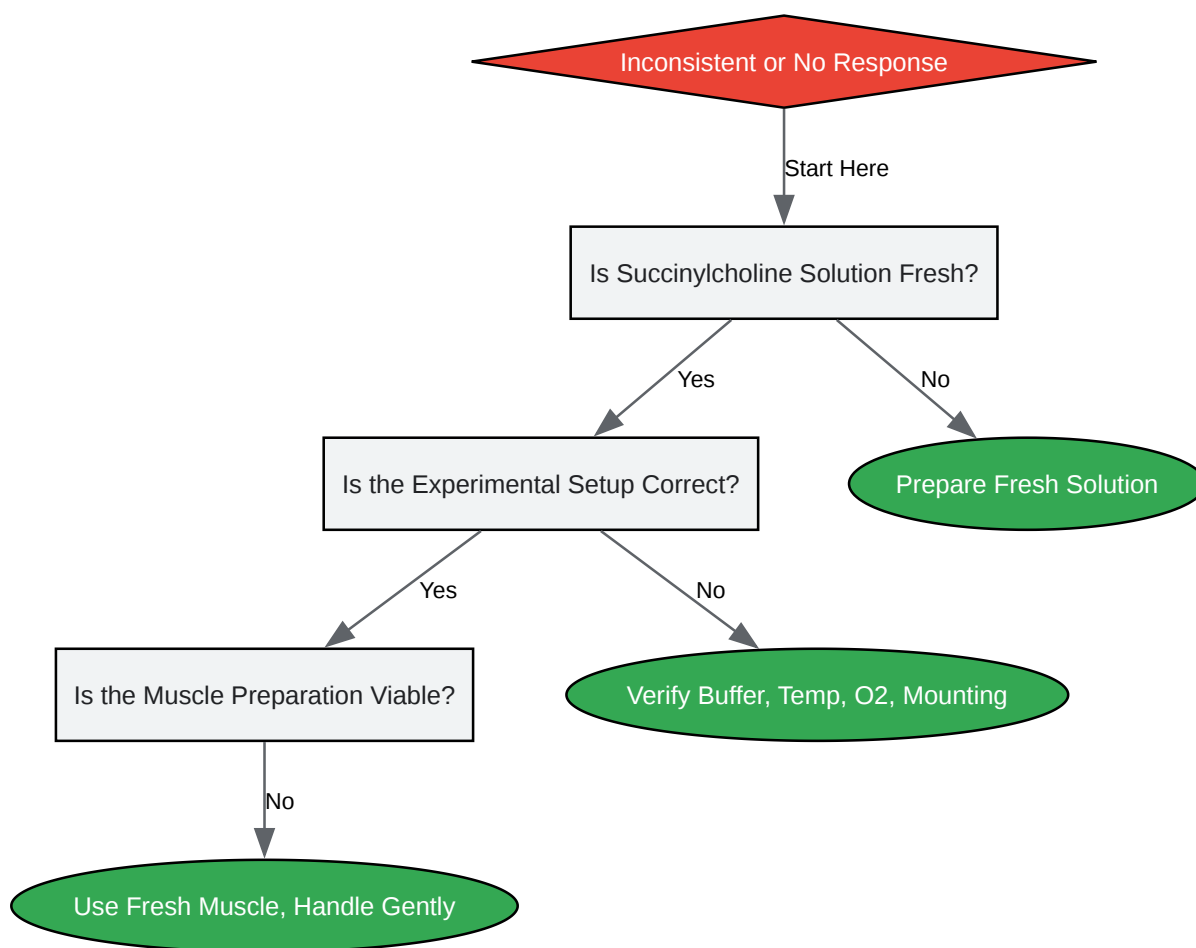 Inconsistent or No Response
Start Here
Is Succinylcholine Solution Fresh?
Yes
No
Is the Experimental Setup Correct?
Prepare Fresh Solution
Yes
No
Is the Muscle Preparation Viable?
Verify Buffer, Temp, O2, Mounting
No
Use Fresh Muscle, Handle Gently